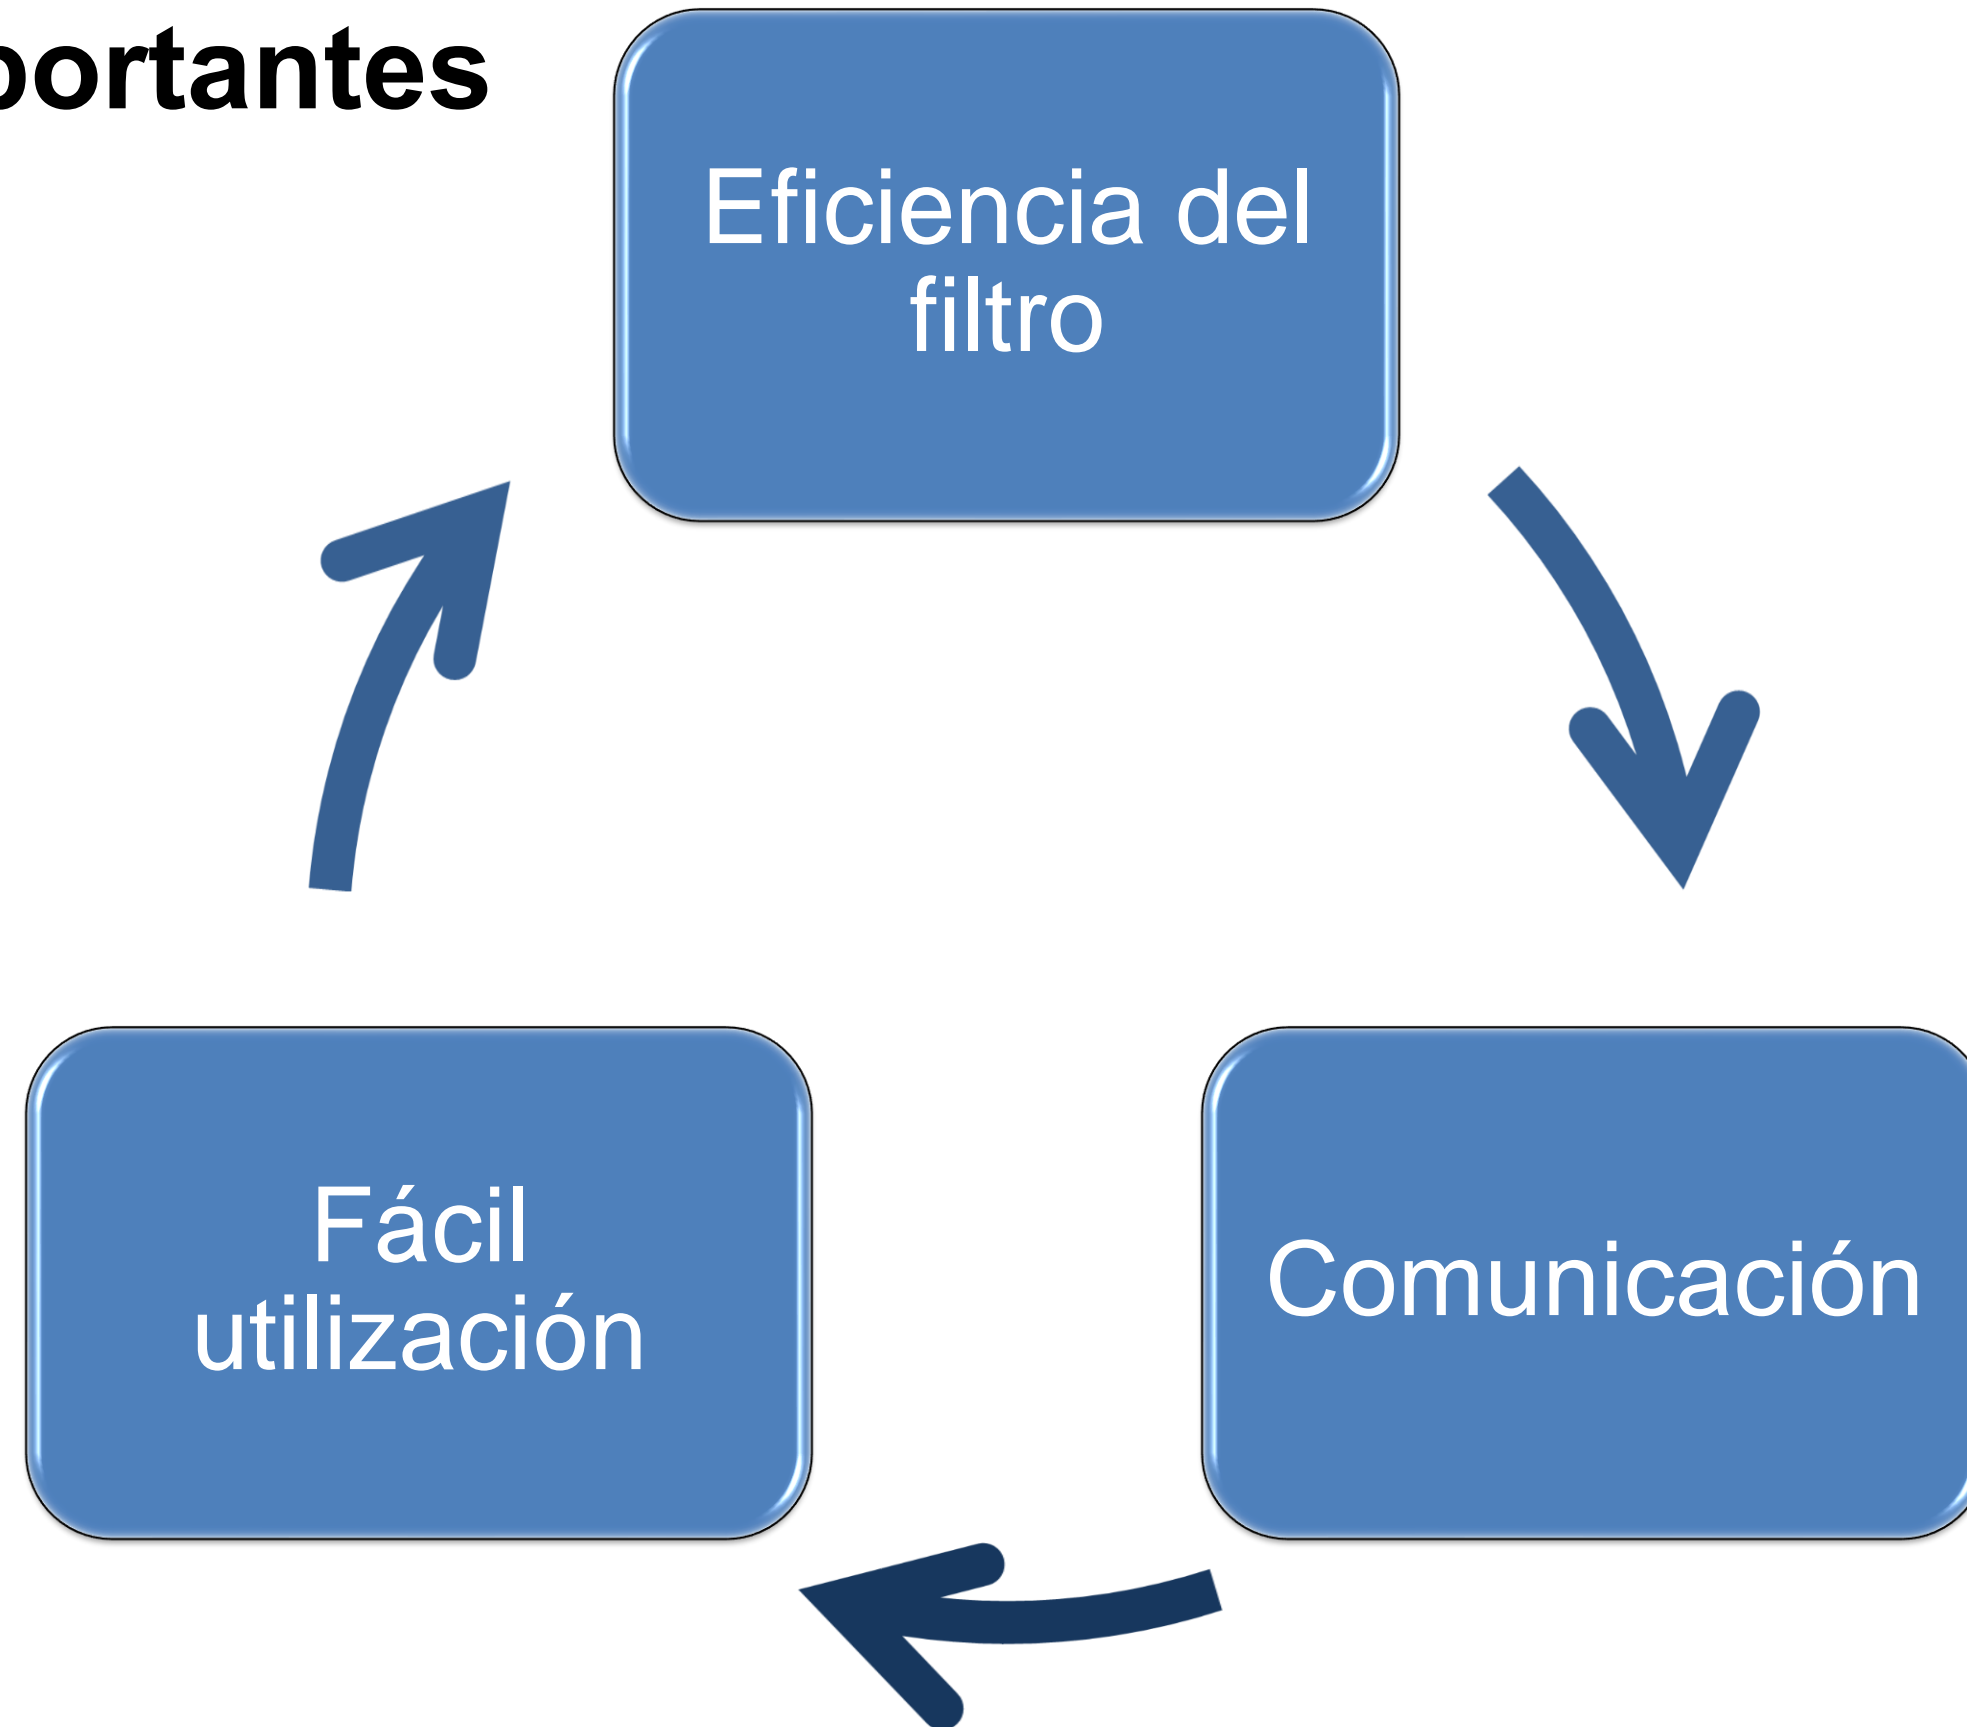 portantes
Eficiencia del
filtro
Fácil
utilización
Comunicación